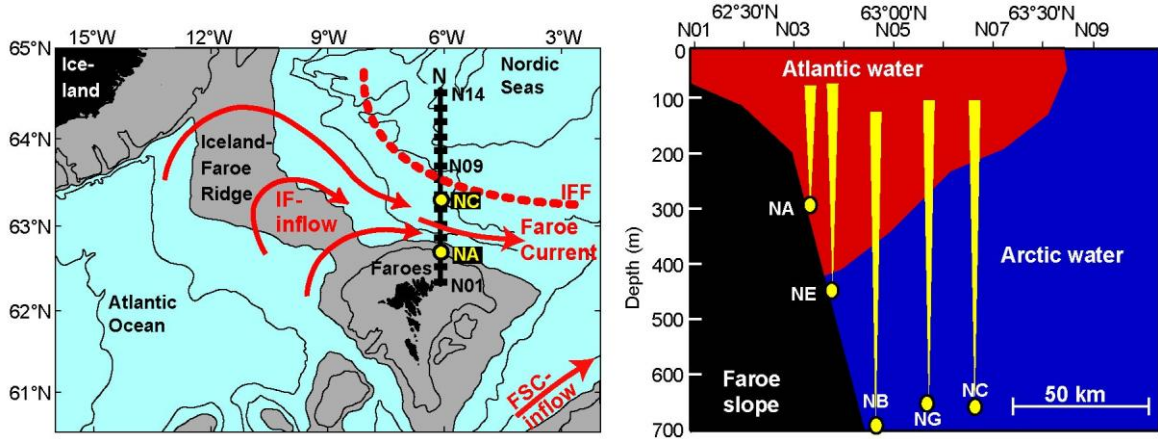 15°W 12°W 9°W 6°W 3°W
65°N
64°N
63°N
62°N
61°N
Ice-
land
Nordic
Seas
N
N14
Iceland-
Faroe
Ridge
N09
IFF
IF-
inflow
NC
Faroe
Current
NA
Faroes
N01
Atlantic
Ocean
FSC-
inflow
62°30'N 63°00'N 63°30'N
N01 N03 N05 N07 N09
0
100
200
300
400
500
600
700
Depth (m)
Atlantic water
NA
Arctic water
NE
Faroe
slope
NB
NG
NC
50 km